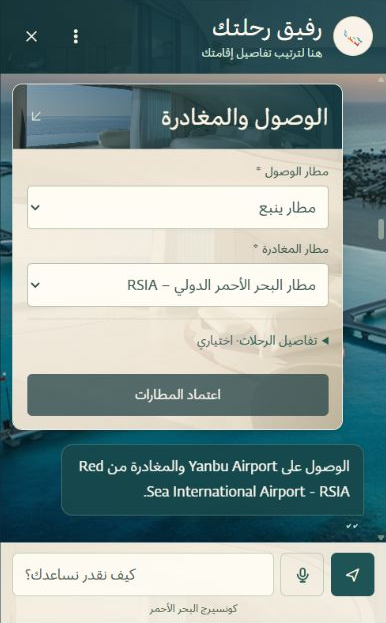 رفيق رحلتك
هنا لترتيب تفاصيل إقامتك
الوصول والمغادرة
مطار الوصول *
مطار ينبع
مطار المغادرة *
مطار البحر الأحمر الدولي – RSIA
تفاصيل الرحلات· اختياري
اعتماد المطارات
الوصول على Yanbu Airport والمغادرة من Red
Sea International Airport - RSIA.
كيف نقدر نساعدك؟
كونسيرج البحر الأحمر